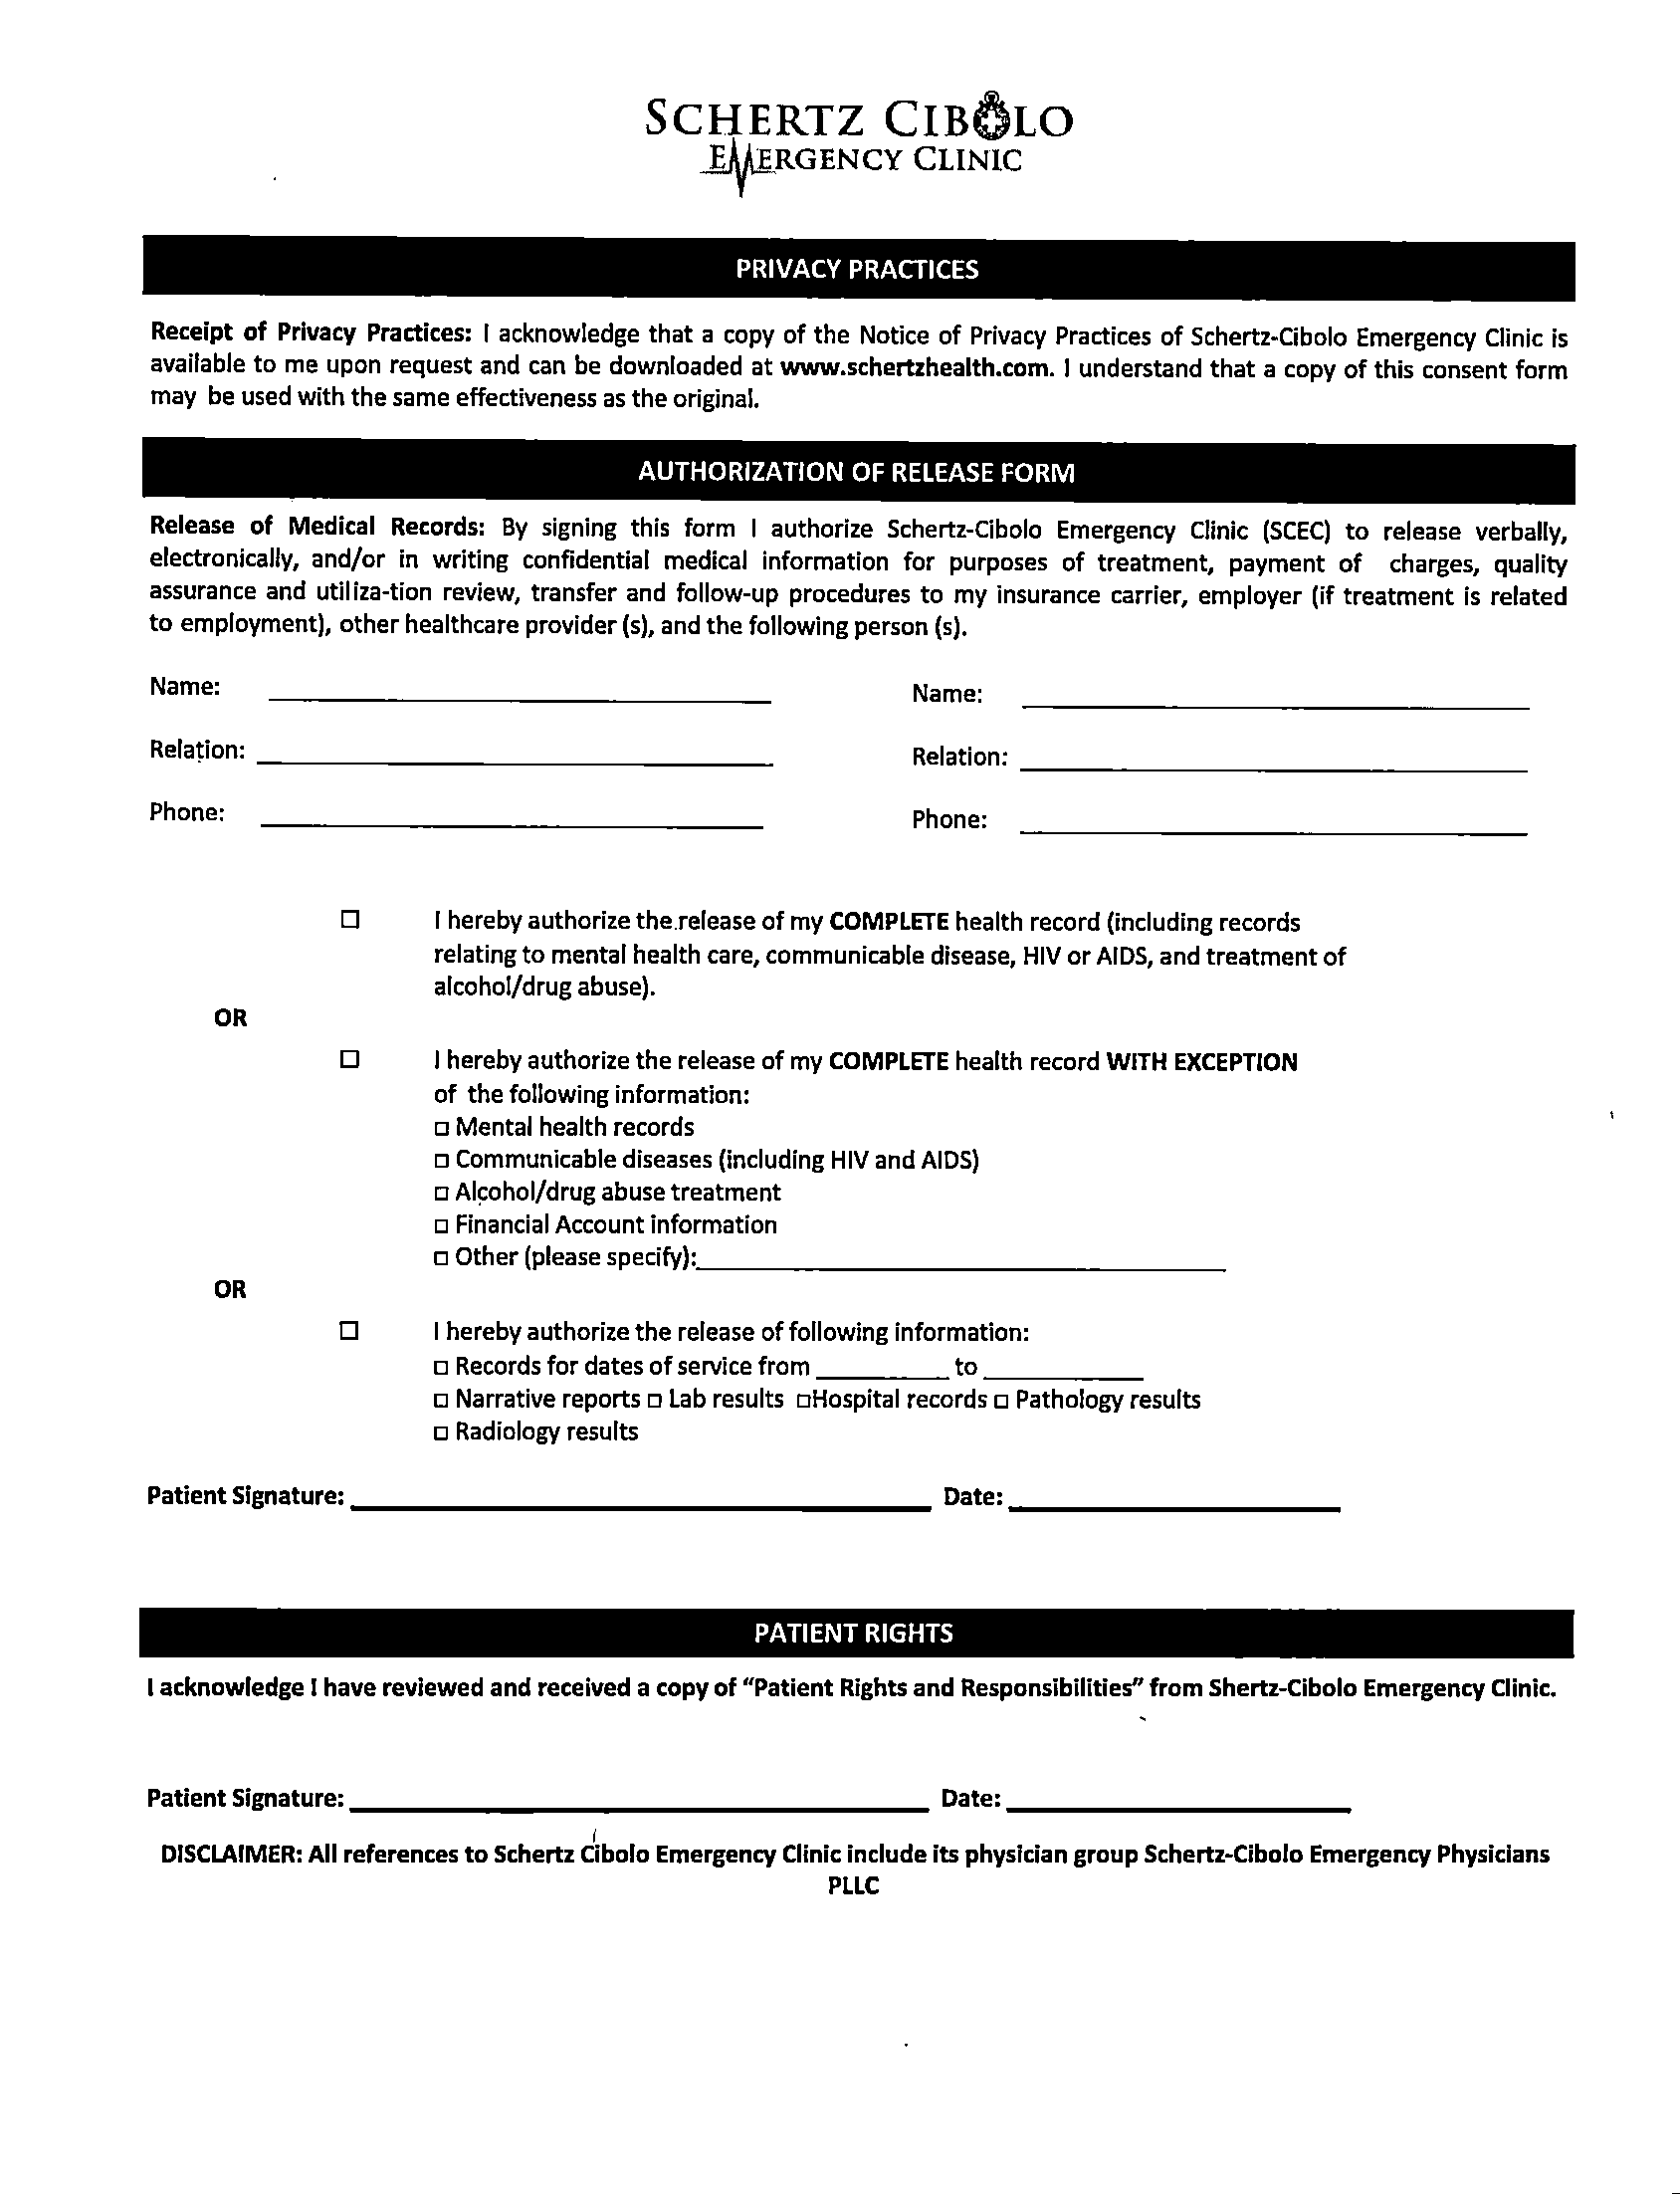 SCHERTZ CIBOLO
EMERGENCY CLINIC
PRIVACY PRACTICES
Receipt of Privacy Practices: I acknowledge that a copy of the Notice of Privacy Practices of Schertz-Cibolo Emergency Clinic is
available to me upon request and can be downloaded at www.schertzhealth.com. I understand that a copy of this consent form
may be used with the same effectiveness as the original.
AUTHORIZATION OF RELEASE FORM
Release of Medical Records: By signing this form I authorize Schertz-Cibolo Emergency Clinic (SCEC) to release verbally,
electronically, and/or in writing confidential medical information for purposes of treatment, payment of charges, quality
assurance and utiliza-tion review, transfer and follow-up procedures to my insurance carrier, employer (if treatment is related
to employment), other healthcare provider (s), and the following person (s).
Name: Name:
Relation: Relation:
Phone: Phone:
I hereby authorize the release of my COMPLETE health record (including records
relating to mental health care, communicable disease, HIV or AIDS, and treatment of
alcohol/drug abuse).
OR
I hereby authorize the release of my COMPLETE health record WITH EXCEPTION
of the following information:
□ Mental health records
□ Communicable diseases (including HIV and AIDS)
□ Alcohol/drug abuse treatment
□ Financial Account information
□ Other (please specify):
OR
I hereby authorize the release of following information:
□ Records for dates of service from to
□ Narrative reports □ Lab results □Hospital records □ Pathology results
□ Radiology results
Patient Signature: Date:
PATIENT RIGHTS
I acknowledge I have reviewed and received a copy of “Patient Rights and Responsibilities” from Shertz-Cibolo Emergency Clinic.
Patient Signature: Date:
DISCLAIMER: All references to Schertz Cibolo Emergency Clinic include its physician group Schertz-Cibolo Emergency Physicians
PLLC